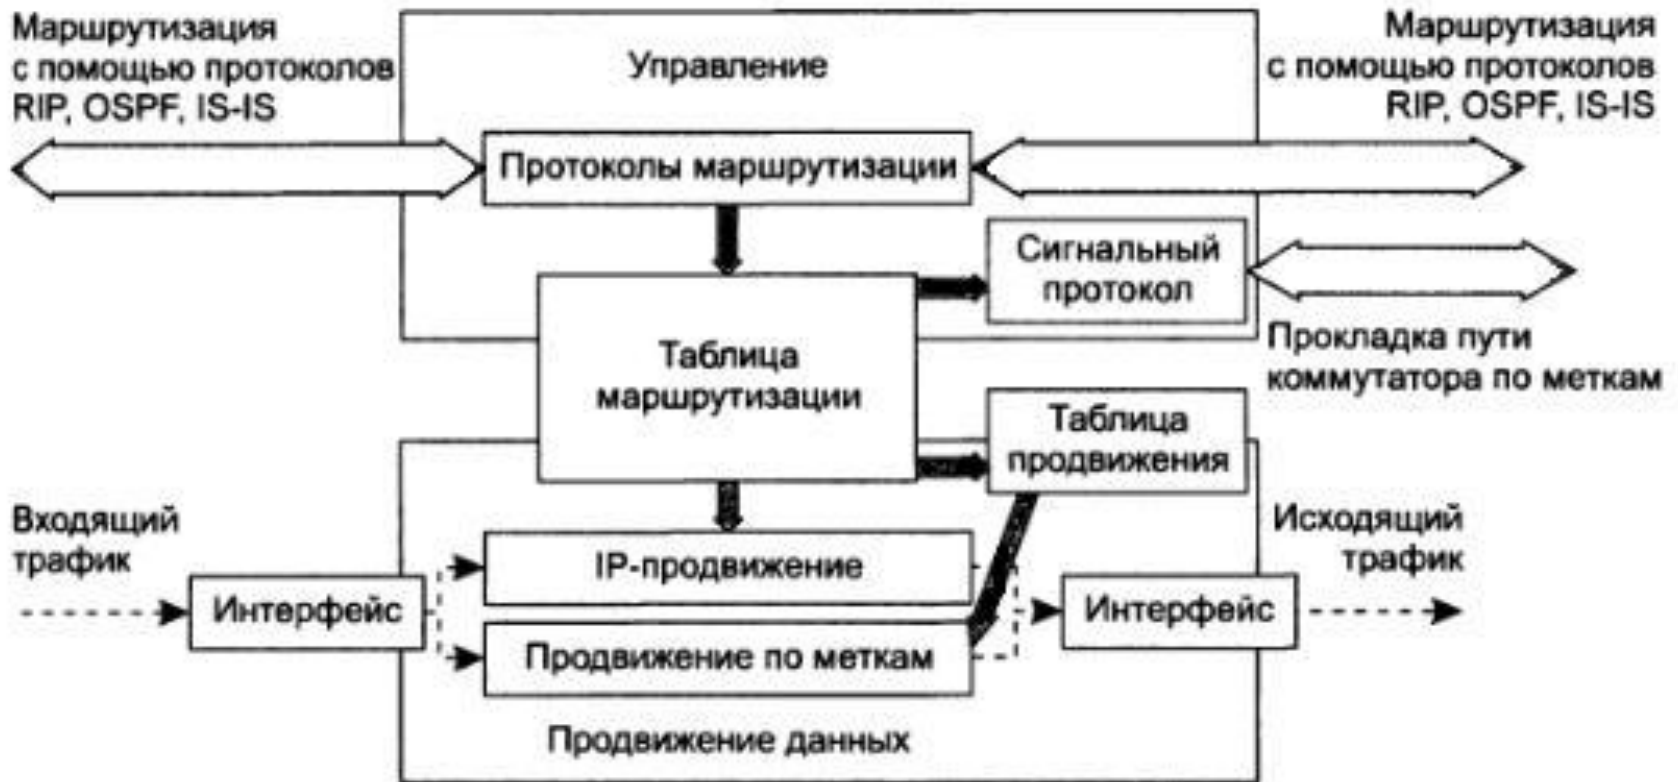 Маршрутизация
с помощью протоколов
RIP, OSPF, IS-IS
Управление
Маршрутизация
с помощью протоколов
RIP, OSPF, IS-IS
Протоколы маршрутизации
Сигнальный
протокол
Прокладка пути
коммутатора по меткам
Таблица
маршрутизации
Таблица
продвижения
Входящий
трафик
Исходящий
трафик
IP-продвижение
Интерфейс
Интерфейс
Продвижение по меткам
Продвижение данных